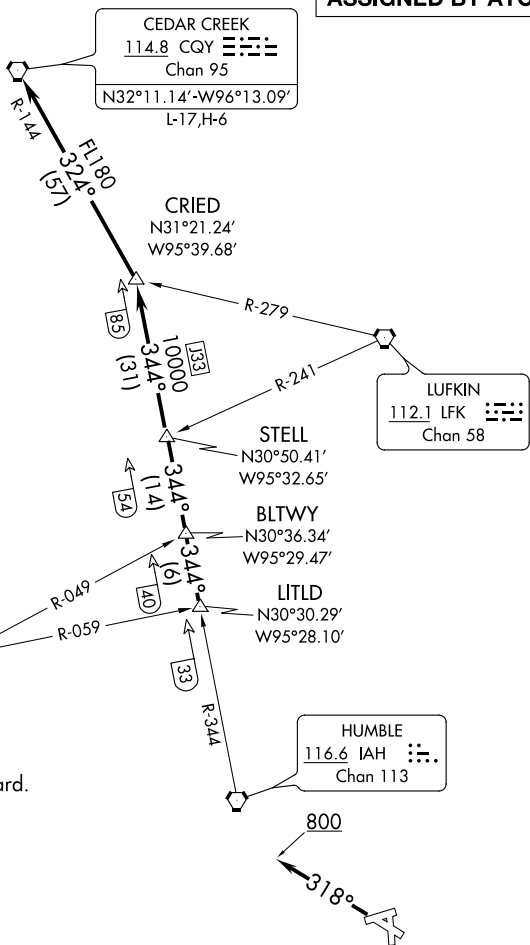 ASSIGNED BY ATC
CEDAR CREEK
114.8 CQY
Chan 95
N32°11.14'-W96°13.09'
L-17,H-6
R-144
FL180
324°
(57)
CRIED
N31°21.24'
W95°39.68'
R-279
85
J33
10000
344°
(31)
R-241
LUFKIN
112.1 LFK
Chan 58
STELL
N30°50.41'
W95°32.65'
54
344°
(14)
BLTWY
N30°36.34'
W95°29.47'
R-049
40
344°
(6)
LITLD
N30°30.29'
W95°28.10'
R-059
33
R-344
HUMBLE
116.6 IAH
Chan 113
ard.
800
318°